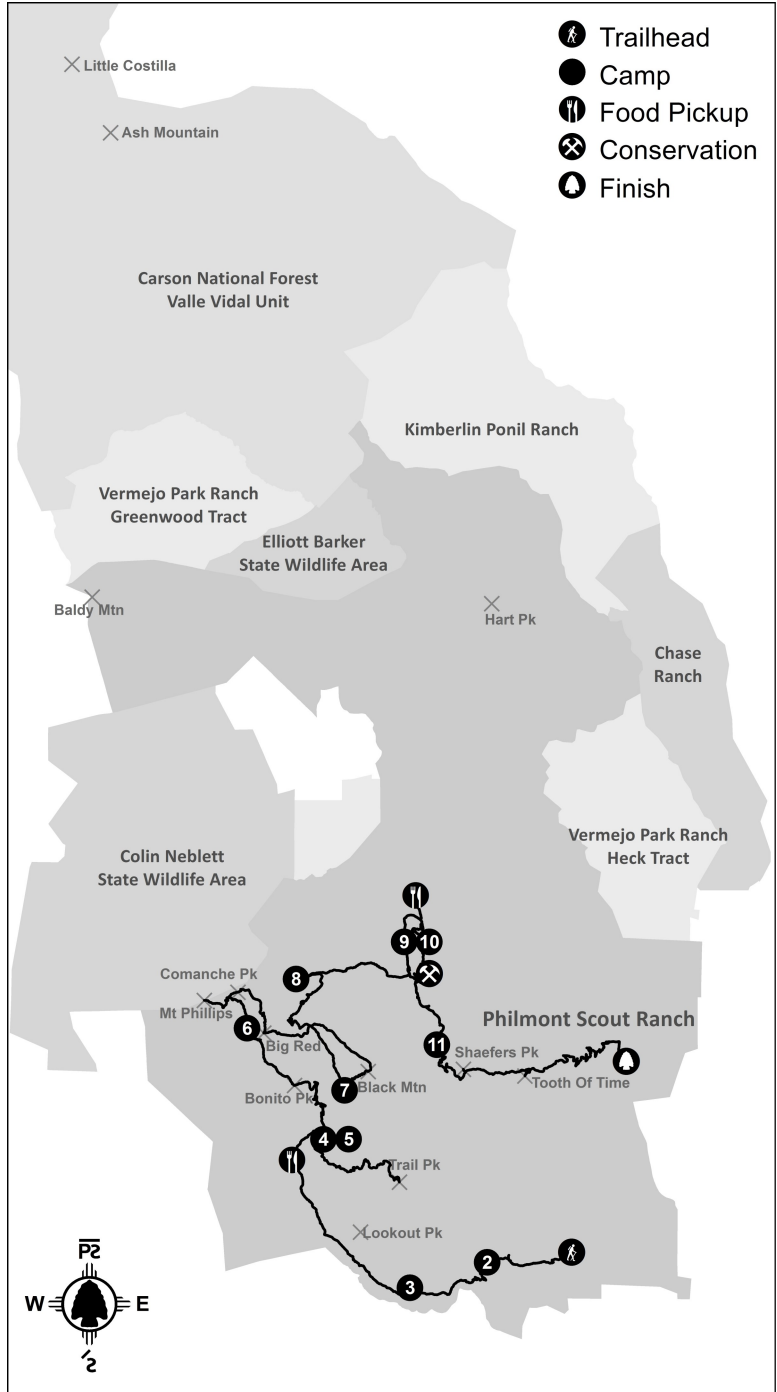 Trailhead
Camp
Food Pickup
Conservation
Finish
Little Costilla
Ash Mountain
Carson National Forest
Valle Vidal Unit
Kimberlin Ponil Ranch
Vermejo Park Ranch
Greenwood Tract
Elliott Barker
State Wildlife Area
Baldy Mtn
Hart Pk
Chase
Ranch
Vermejo Park Ranch
Heck Tract
Colin Neblett
State Wildlife Area
9
10
Comanche Pk
8
Mt Phillips
6
Big Red
Philmont Scout Ranch
11
Shaefers Pk
Tooth Of Time
7
Black Mtn
Bonito Pk
4
5
Trail Pk
Lookout Pk
2
3
W
E